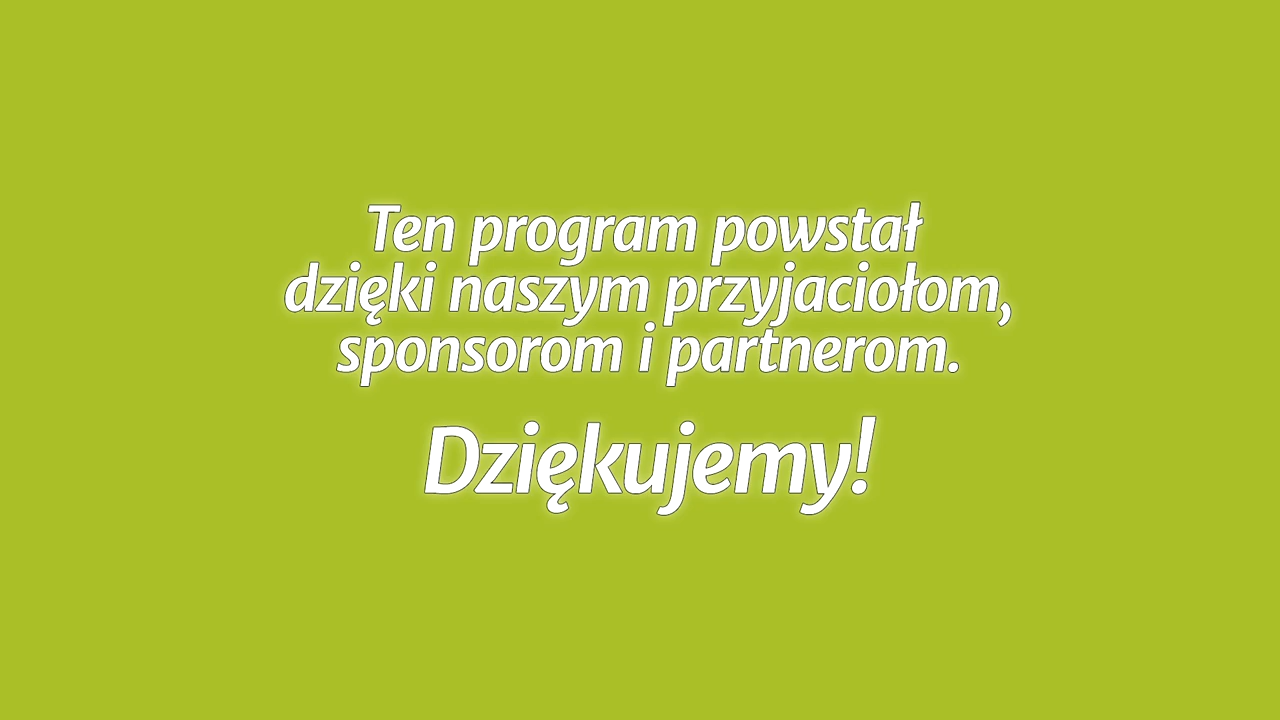 Ten program powstał
dzięki naszym przyjaciołom,
sponsorom i partnerom.
Dziękujemy!